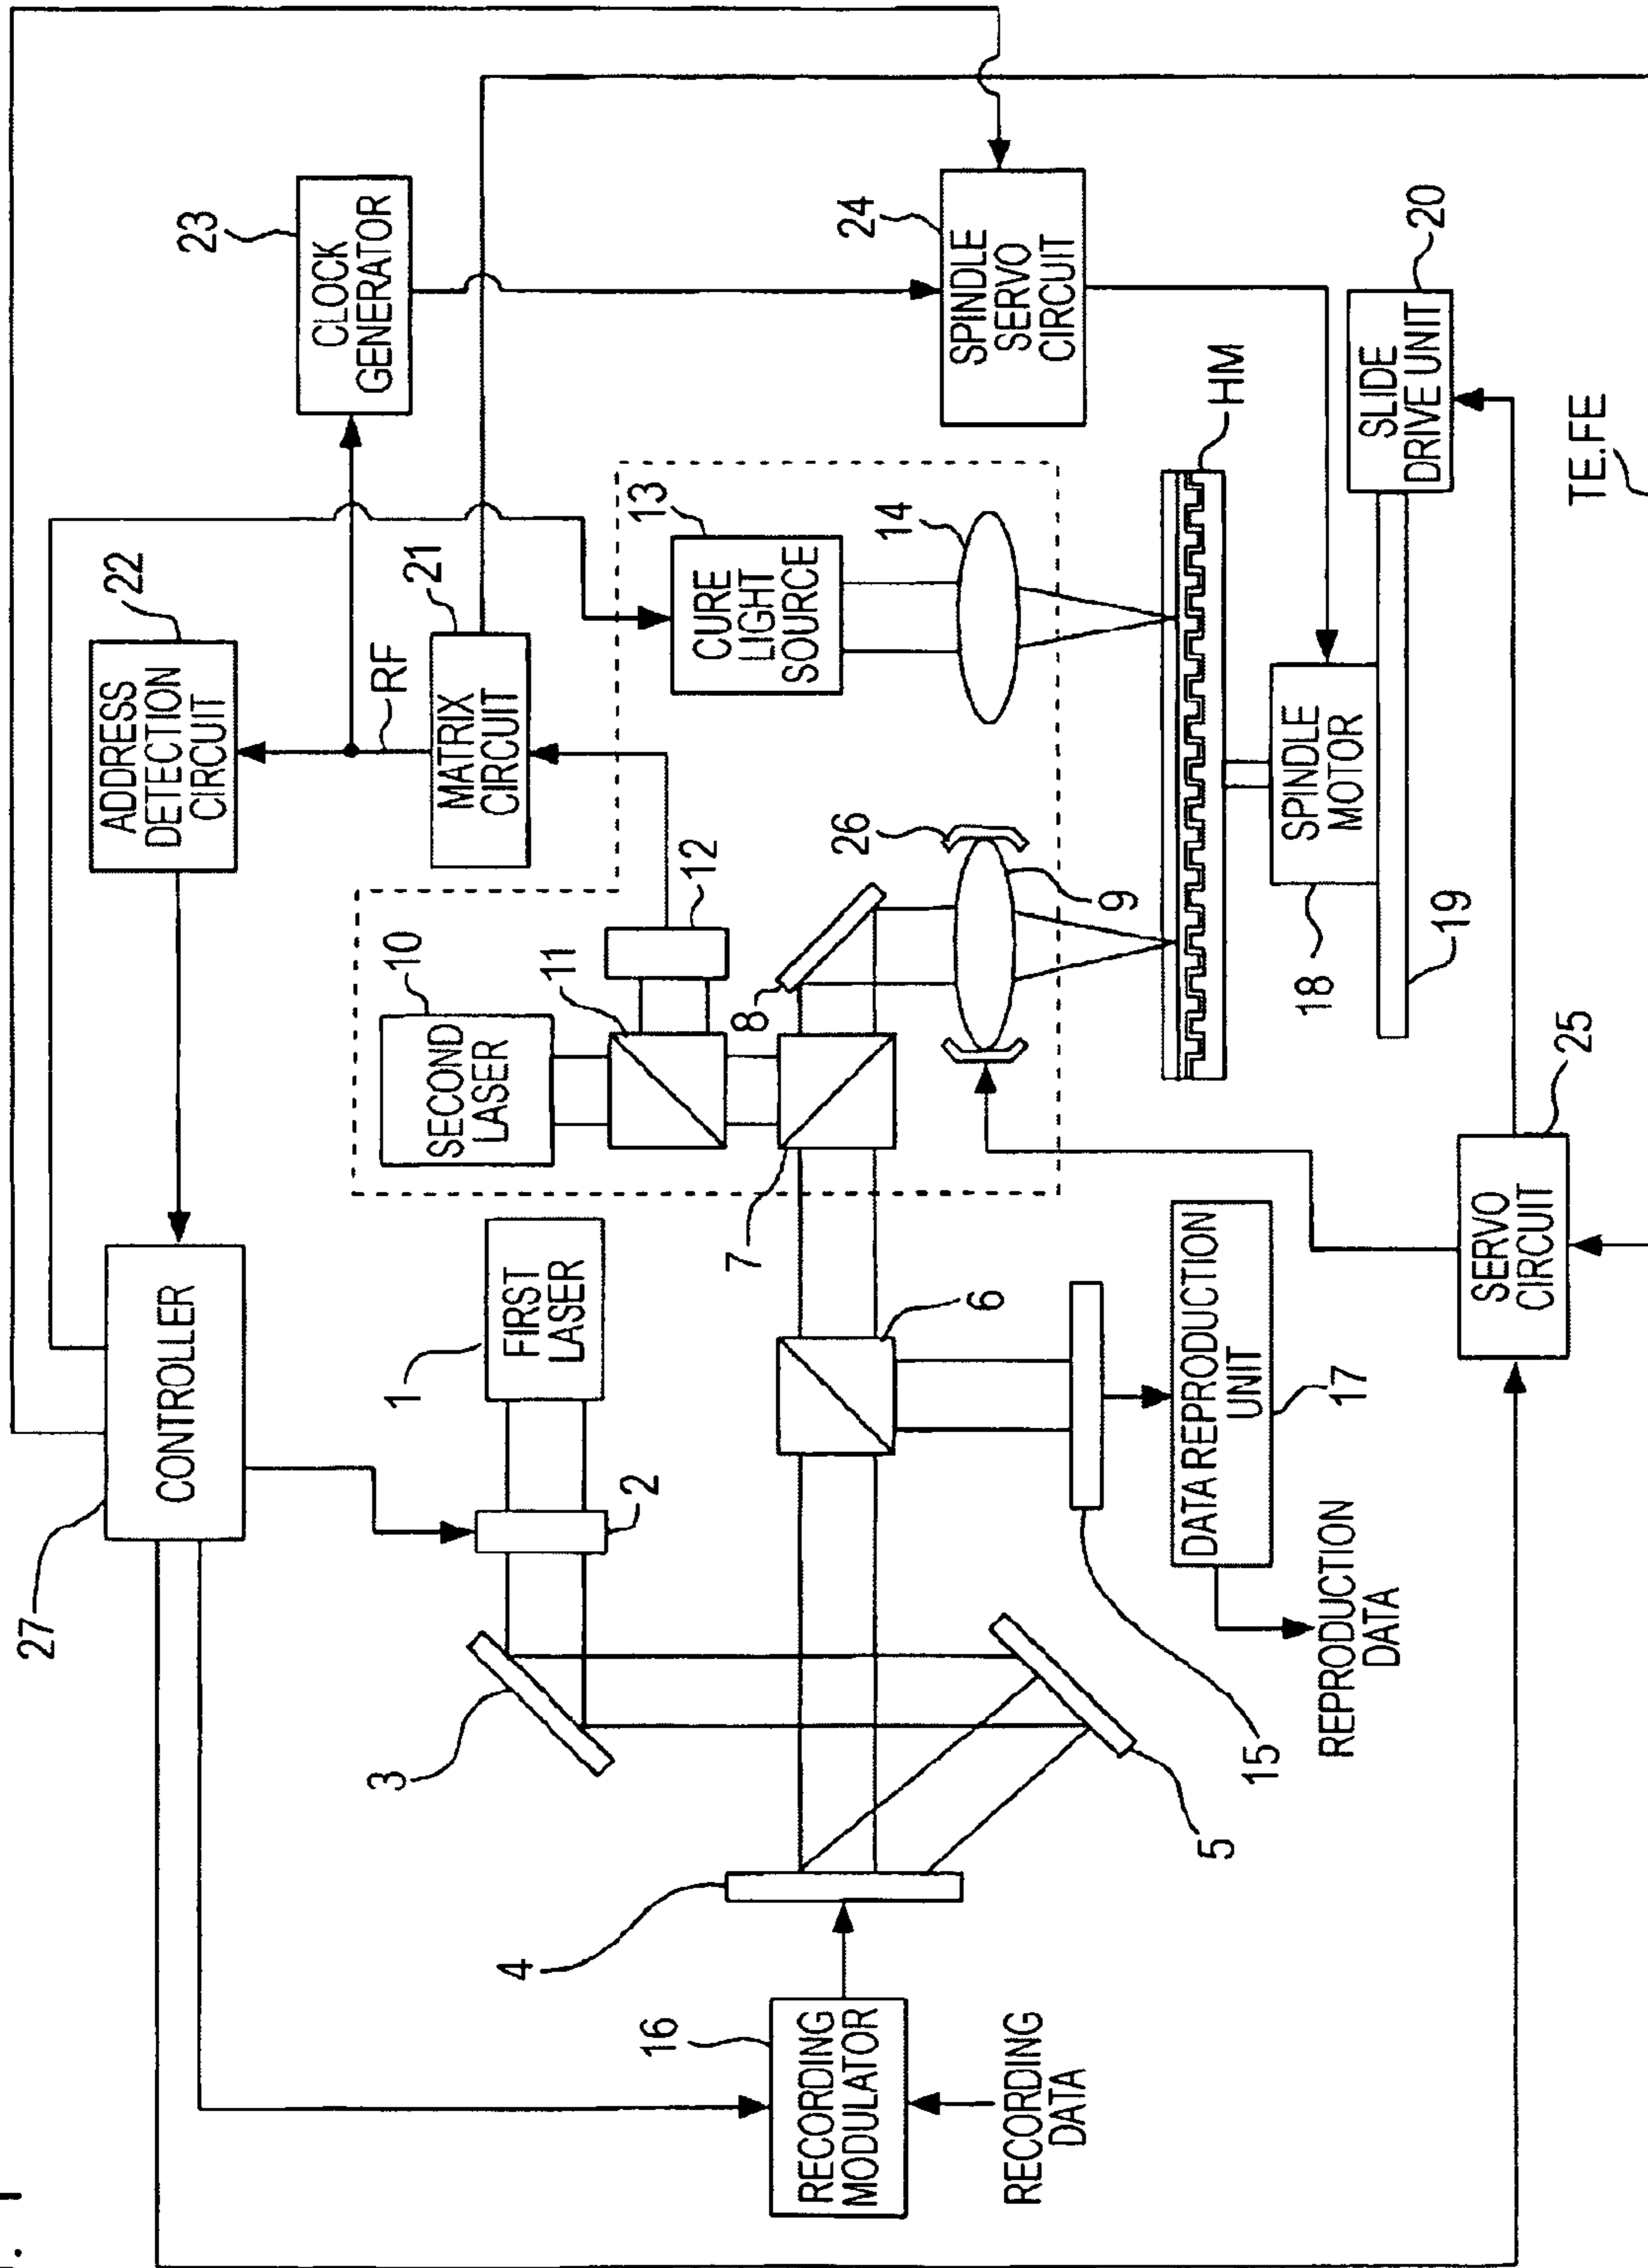 27
CONTROLLER
ADDRESS
DETECTION
CIRCUIT
22
23
CLOCK
GENERATOR
RF
MATRIX
CIRCUIT
21
1
FIRST
LASER
2
3
SECOND
LASER
10
11
12
CURE
LIGHT
SOURCE
13
14
SPINDLE
SERVO
CIRCUIT
24
4
16
RECORDING
MODULATOR
RECORDING
DATA
5
6
7
8
9
26
HM
15
DATA REPRODUCTION
UNIT
17
REPRODUCTION
DATA
SPINDLE
MOTOR
18
19
SLIDE
DRIVE UNIT
20
SERVO
CIRCUIT
25
TE.FE